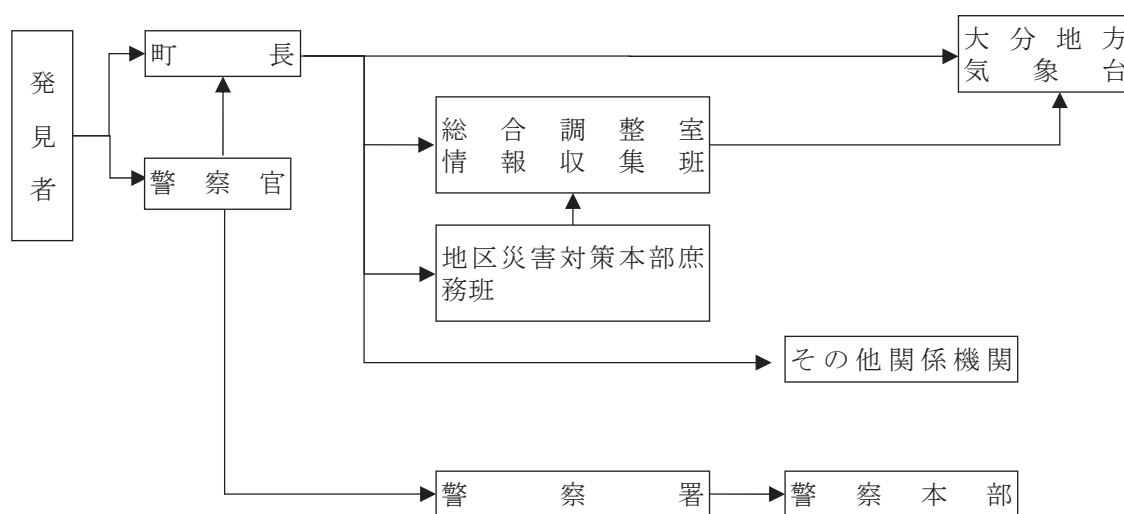 発見者
町長
大分地方
気象台
総合調整室
情報収集班
警察官
地区災害対策本部庶
務班
その他関係機関
警察署
警察本部